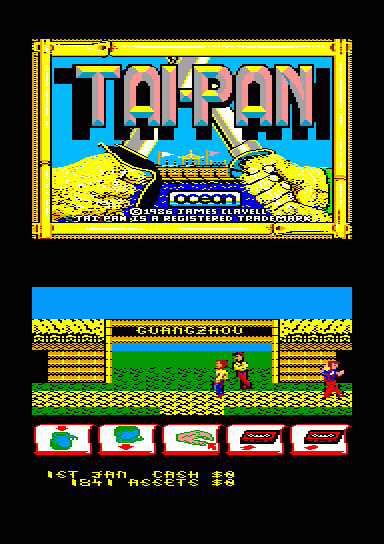 TAI-PAN
ocean
©1986 JAMES CLAVELL
TAI PAN IS A REGISTERED TRADEMARK
GUANGZHOU
1ST JAN CASH $0
1841 ASSETS $0